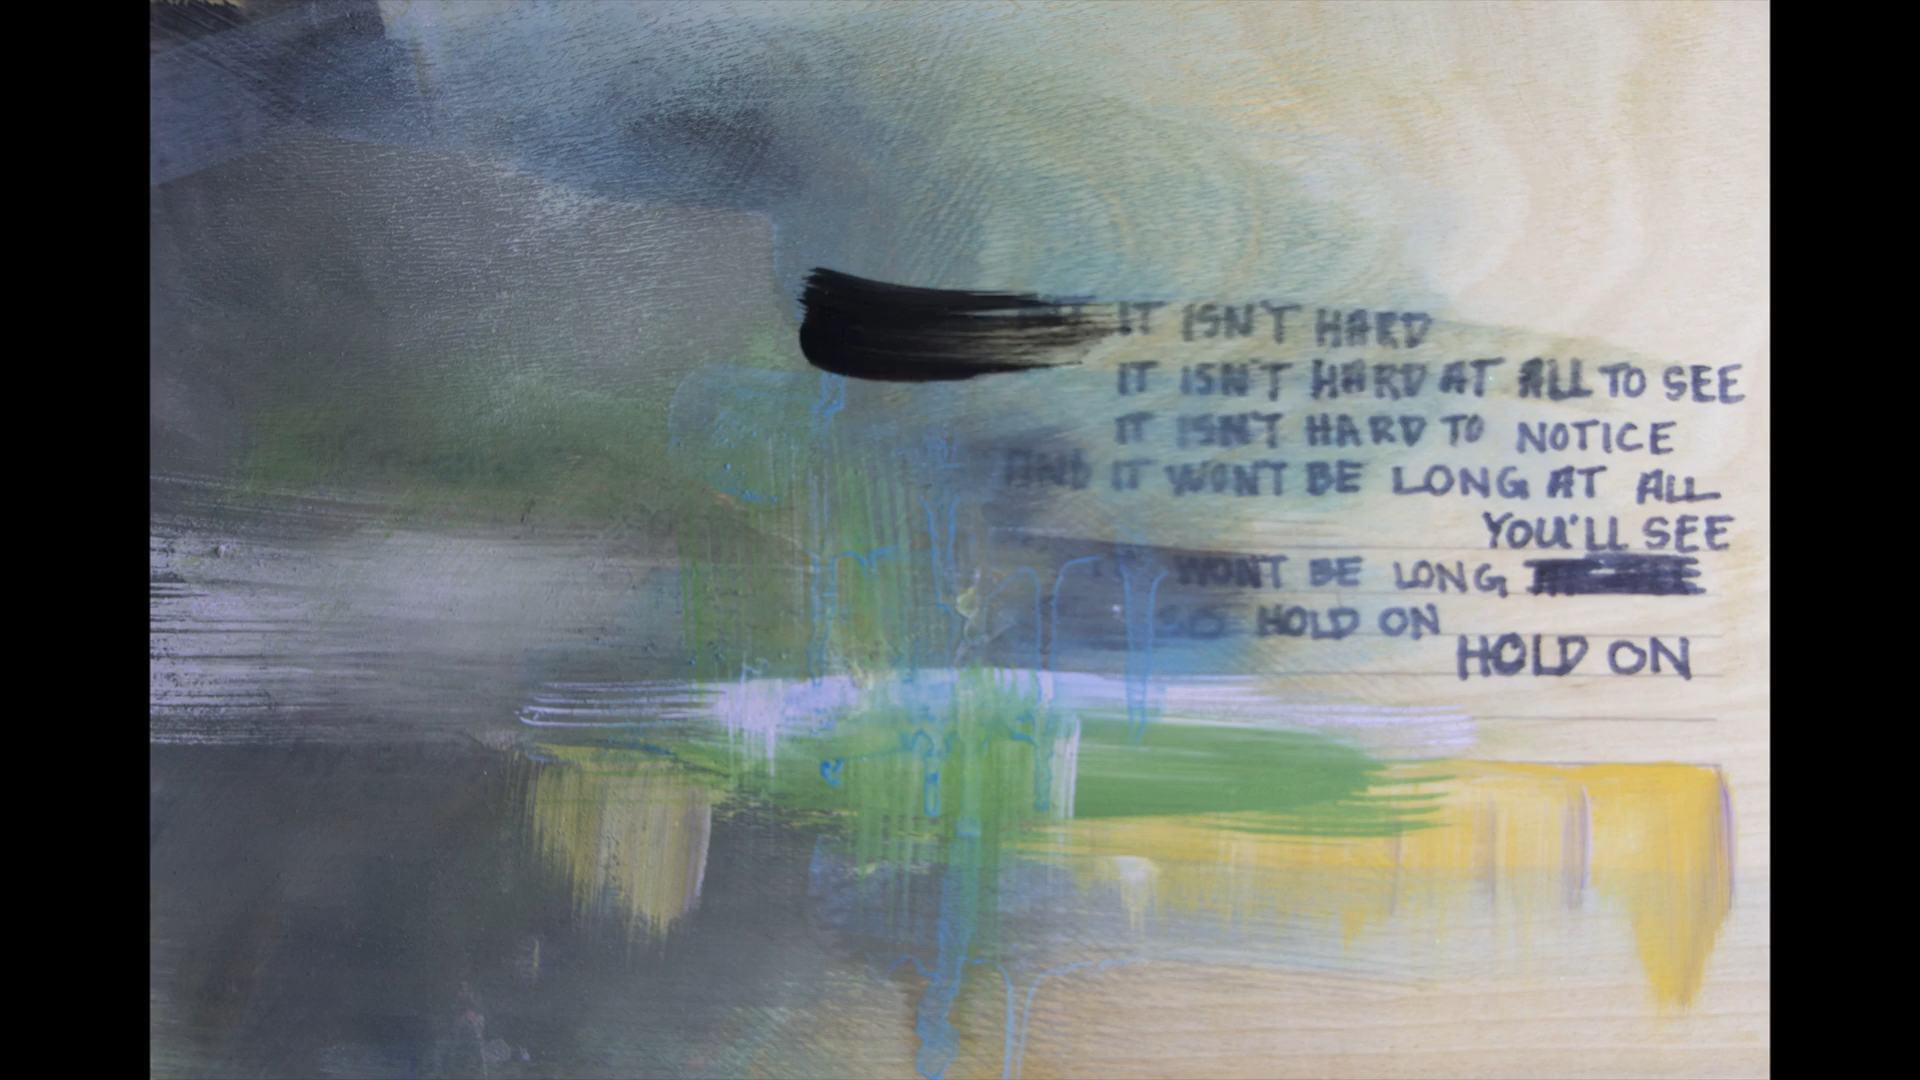 IT ISN'T HARD
IT ISN'T HARD AT ALL TO SEE
IT ISN'T HARD TO NOTICE
AND IT WON'T BE LONG AT ALL
YOU'LL SEE
WONT BE LONG
SO HOLD ON
HOLD ON